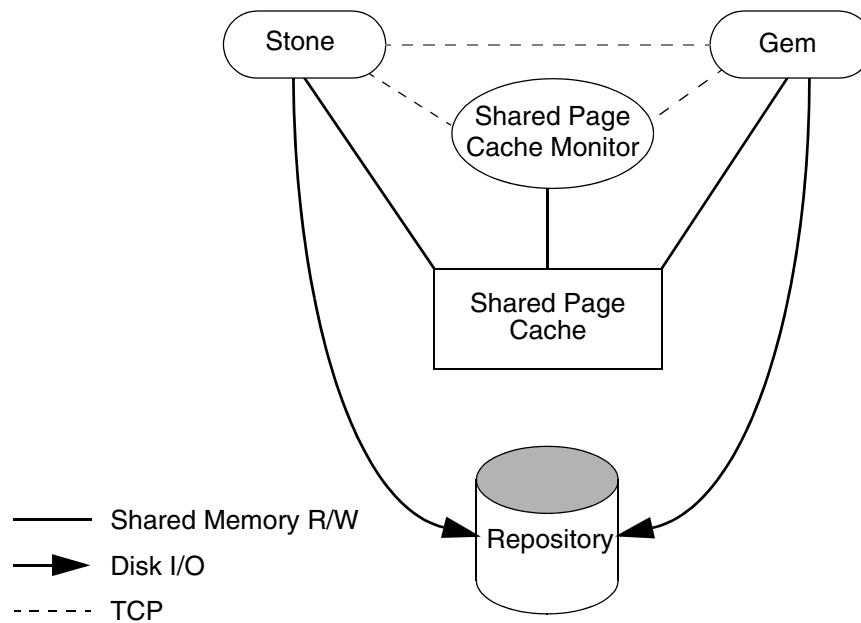 Stone
Gem
Shared Page
Cache Monitor
Shared Page
Cache
Repository
Shared Memory R/W
Disk I/O
TCP